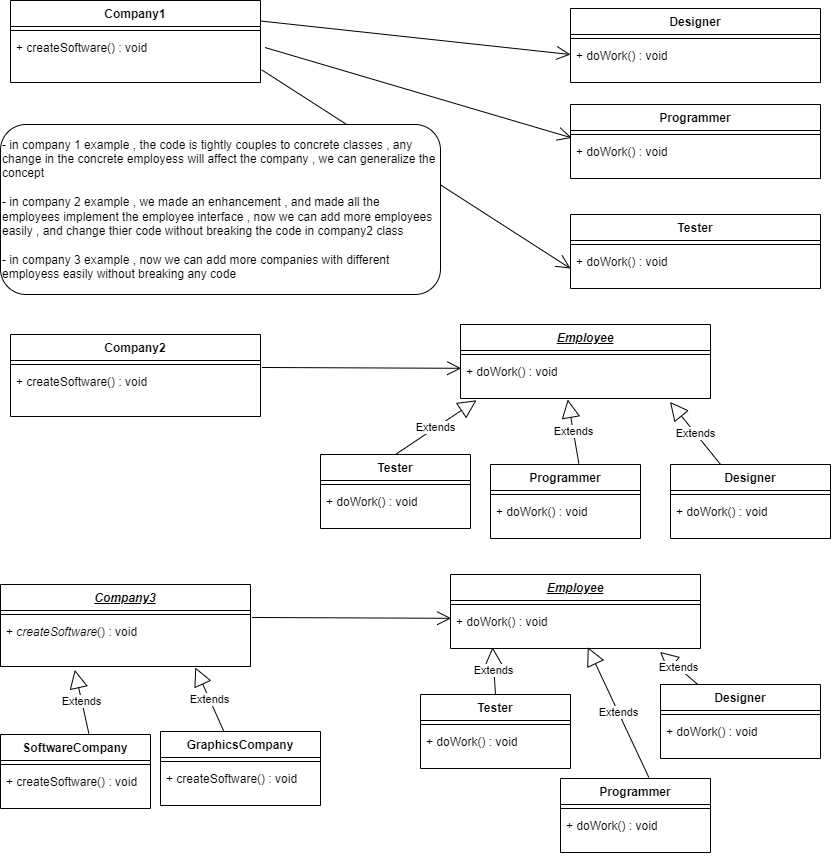 Company1
+ createSoftware() : void
Designer
+ doWork() : void
Programmer
+ doWork() : void
Tester
+ doWork() : void
- in company 1 example , the code is tightly couples to concrete classes , any
change in the concrete employess will affect the company , we can generalize the
concept
- in company 2 example , we made an enhancement , and made all the
employees implement the employee interface , now we can add more employees
easily , and change thier code without breaking the code in company2 class
- in company 3 example , now we can add more companies with different
employess easily without breaking any code
Company2
+ createSoftware() : void
Employee
+ doWork() : void
Extends
Extends
Extends
Tester
+ doWork() : void
Programmer
+ doWork() : void
Designer
+ doWork() : void
Company3
+ createSoftware() : void
Employee
+ doWork() : void
Extends
Extends
Extends
Extends
Extends
SoftwareCompany
+ createSoftware() : void
GraphicsCompany
+ createSoftware() : void
Tester
+ doWork() : void
Designer
+ doWork() : void
Programmer
+ doWork() : void